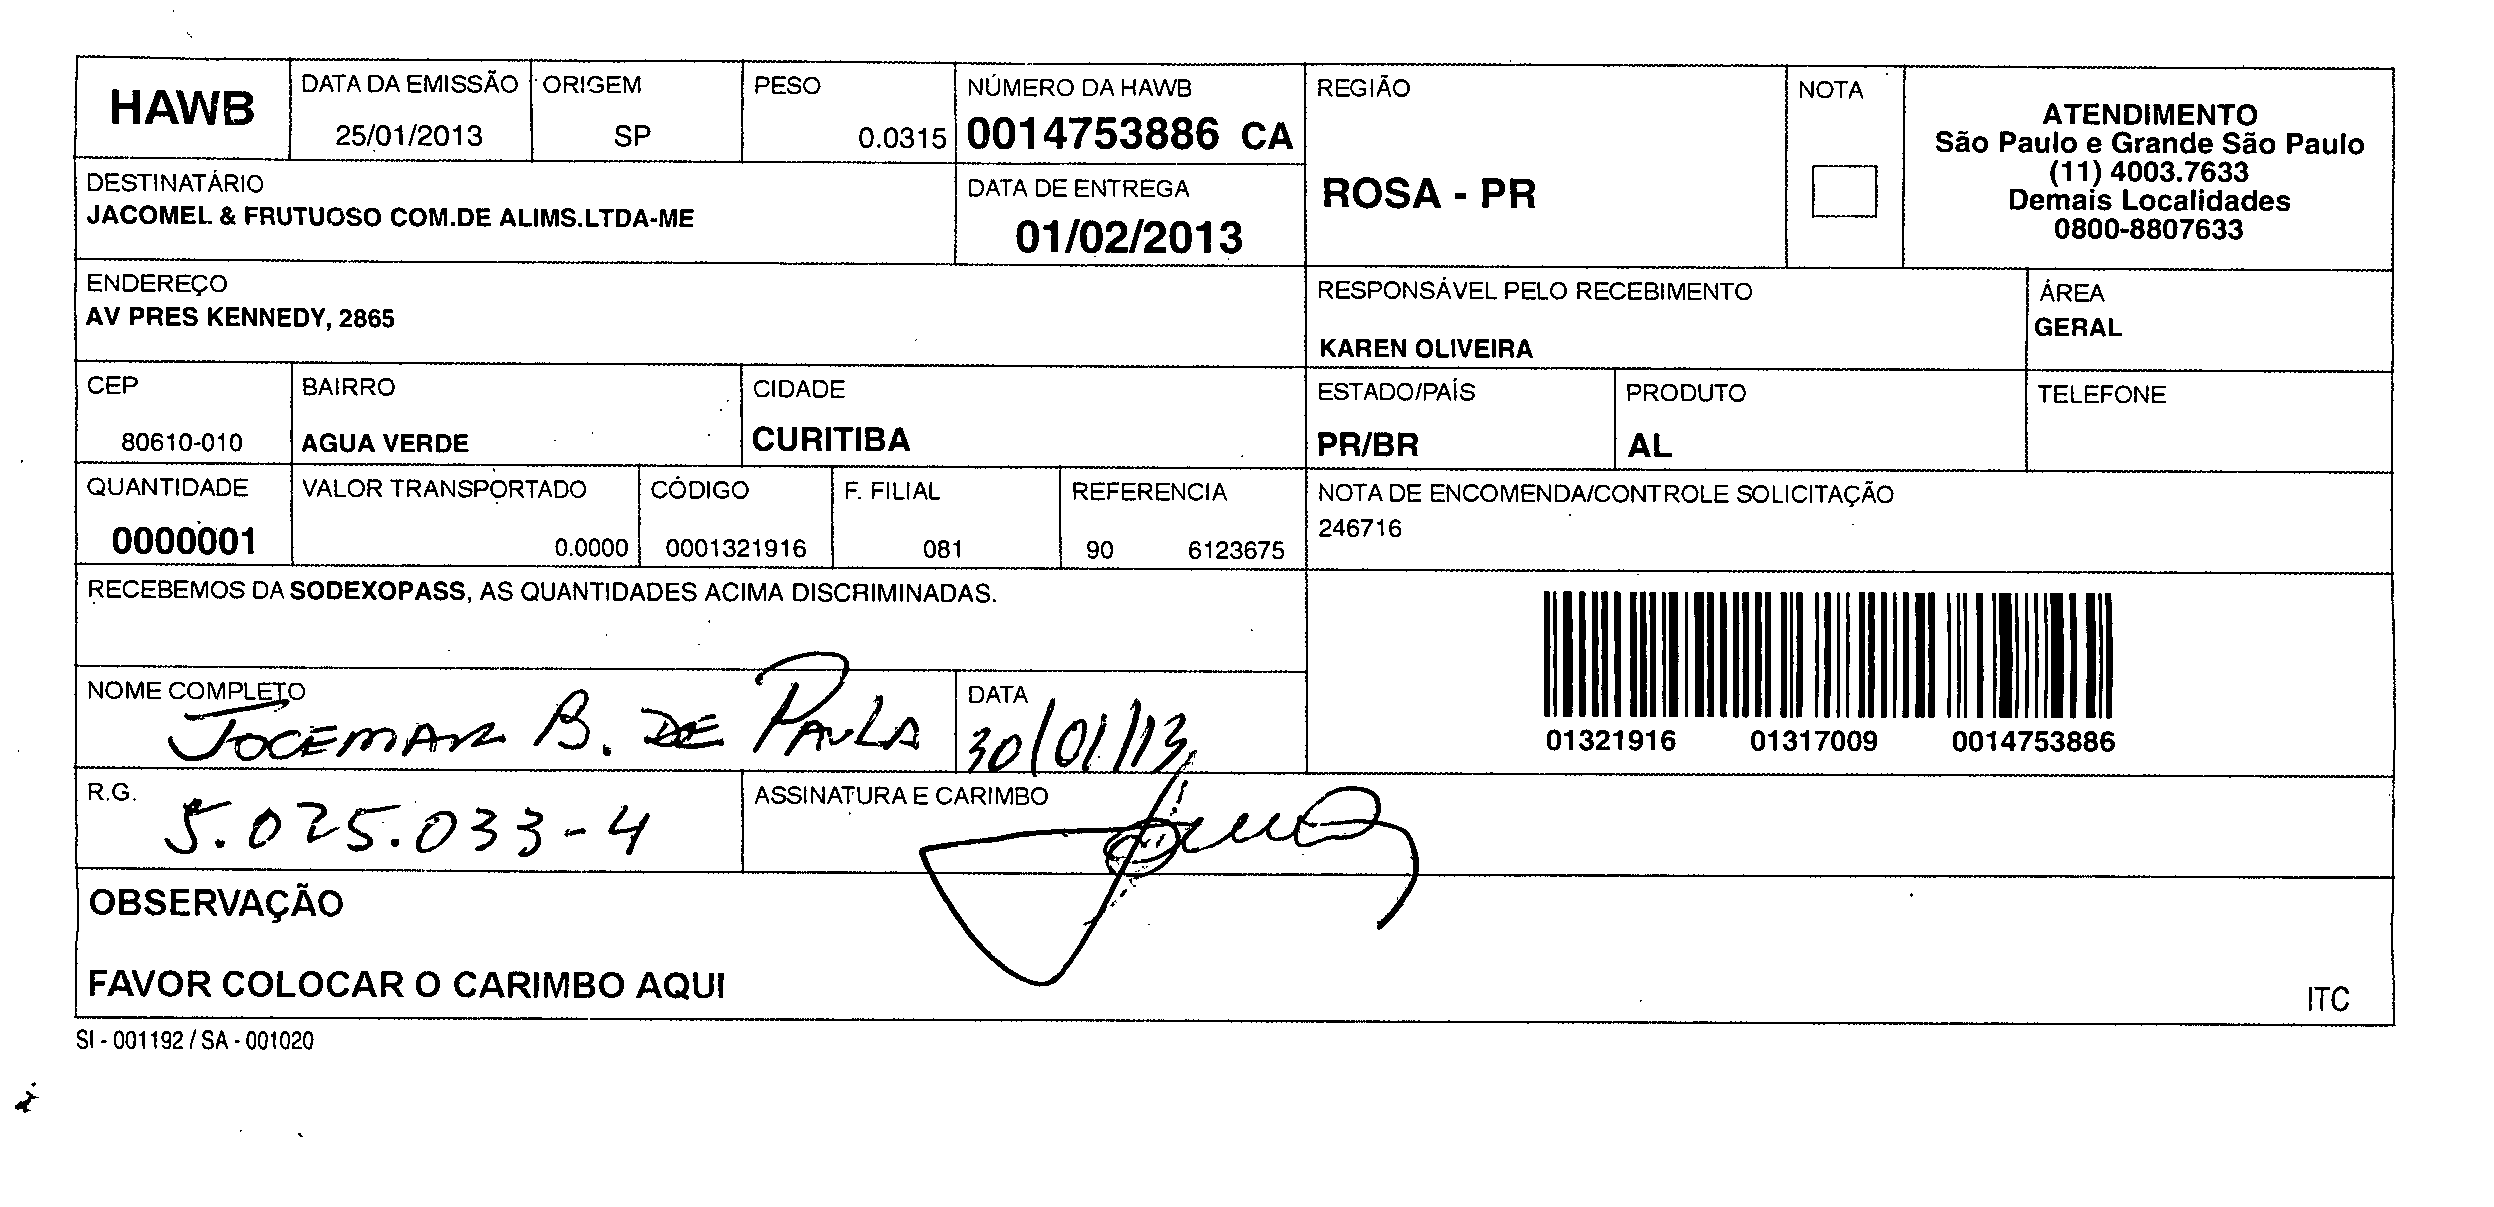 HAWB
DATA DA EMISSÃO
25/01/2013
ORIGEM
SP
PESO
0.0315
NÚMERO DA HAWB
0014753886 CA
REGIÃO
ROSA - PR
NOTA
ATENDIMENTO
São Paulo e Grande São Paulo
(11) 4003.7633
Demais Localidades
0800-8807633
DESTINATÁRIO
JACOMEL & FRUTUOSO COM.DE ALIMS.LTDA-ME
DATA DE ENTREGA
01/02/2013
ENDEREÇO
AV PRES KENNEDY, 2865
RESPONSÁVEL PELO RECEBIMENTO
KAREN OLIVEIRA
ÁREA
GERAL
CEP
80610-010
BAIRRO
AGUA VERDE
CIDADE
CURITIBA
ESTADO/PAÍS
PR/BR
PRODUTO
AL
TELEFONE
QUANTIDADE
0000001
VALOR TRANSPORTADO
0.0000
CÓDIGO
0001321916
F. FILIAL
081
REFERENCIA
90 6123675
NOTA DE ENCOMENDA/CONTROLE SOLICITAÇÃO
246716
RECEBEMOS DA SODEXOPASS, AS QUANTIDADES ACIMA DISCRIMINADAS.
01321916 01317009 0014753886
NOME COMPLETO
JOCEMAR B. DE PAULA
DATA
30/01/13
R.G.
5.025.033-4
ASSINATURA E CARIMBO
OBSERVAÇÃO
FAVOR COLOCAR O CARIMBO AQUI
ITC
SI - 001192 / SA - 001020